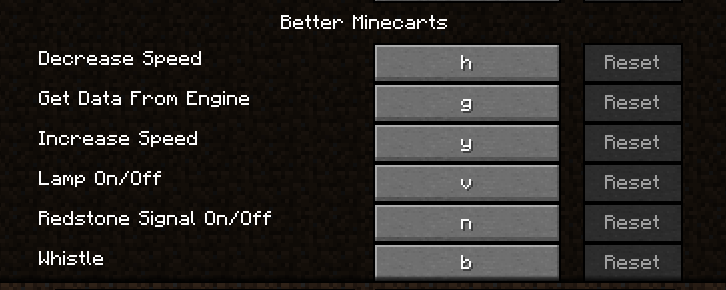 Better Minecarts
Decrease Speed h Reset
Get Data From Engine g Reset
Increase Speed y Reset
Lamp On/Off v Reset
Redstone Signal On/Off n Reset
Whistle b Reset